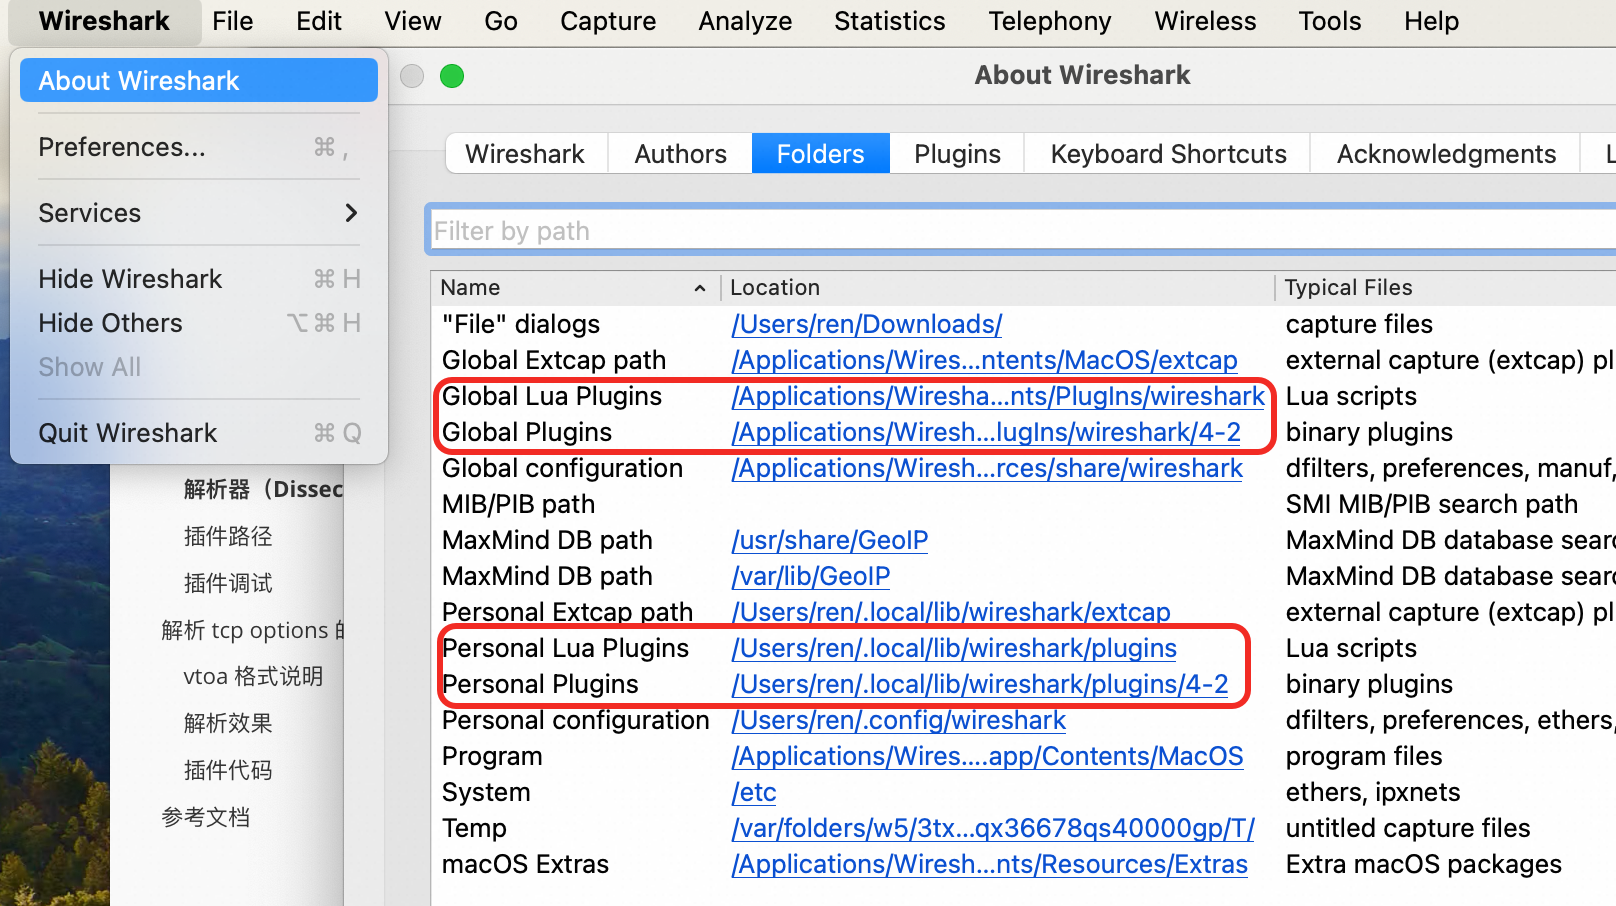 Wireshark File Edit View Go Capture Analyze Statistics Telephony Wireless Tools Help
About Wireshark
Preferences... ⌘ ,
Services
Hide Wireshark ⌘ H
Hide Others ⌥ ⌘ H
Show All
Quit Wireshark ⌘ Q
解析器（Dissec
插件路径
插件调试
解析 tcp options
vtoa 格式说明
解析效果
插件代码
参考文档
About Wireshark
Wireshark Authors Folders Plugins Keyboard Shortcuts Acknowledgments L
Filter by path
Name Location Typical Files
"File" dialogs /Users/ren/Downloads/ capture files
Global Extcap path /Applications/Wires...ntents/MacOS/extcap external capture (extcap) pl
Global Lua Plugins /Applications/Wiresha...nts/PlugIns/wireshark Lua scripts
Global Plugins /Applications/Wiresh...lugIns/wireshark/4-2 binary plugins
Global configuration /Applications/Wiresh...rces/share/wireshark dfilters, preferences, manuf,
MIB/PIB path SMI MIB/PIB search path
MaxMind DB path /usr/share/GeoIP MaxMind DB database searc
MaxMind DB path /var/lib/GeoIP MaxMind DB database searc
Personal Extcap path /Users/ren/.local/lib/wireshark/extcap external capture (extcap) pl
Personal Lua Plugins /Users/ren/.local/lib/wireshark/plugins Lua scripts
Personal Plugins /Users/ren/.local/lib/wireshark/plugins/4-2 binary plugins
Personal configuration /Users/ren/.config/wireshark dfilters, preferences, ethers,
Program /Applications/Wires....app/Contents/MacOS program files
System /etc ethers, ipxnets
Temp /var/folders/w5/3tx...qx36678qs40000gp/T/ untitled capture files
macOS Extras /Applications/Wiresh...nts/Resources/Extras Extra macOS packages